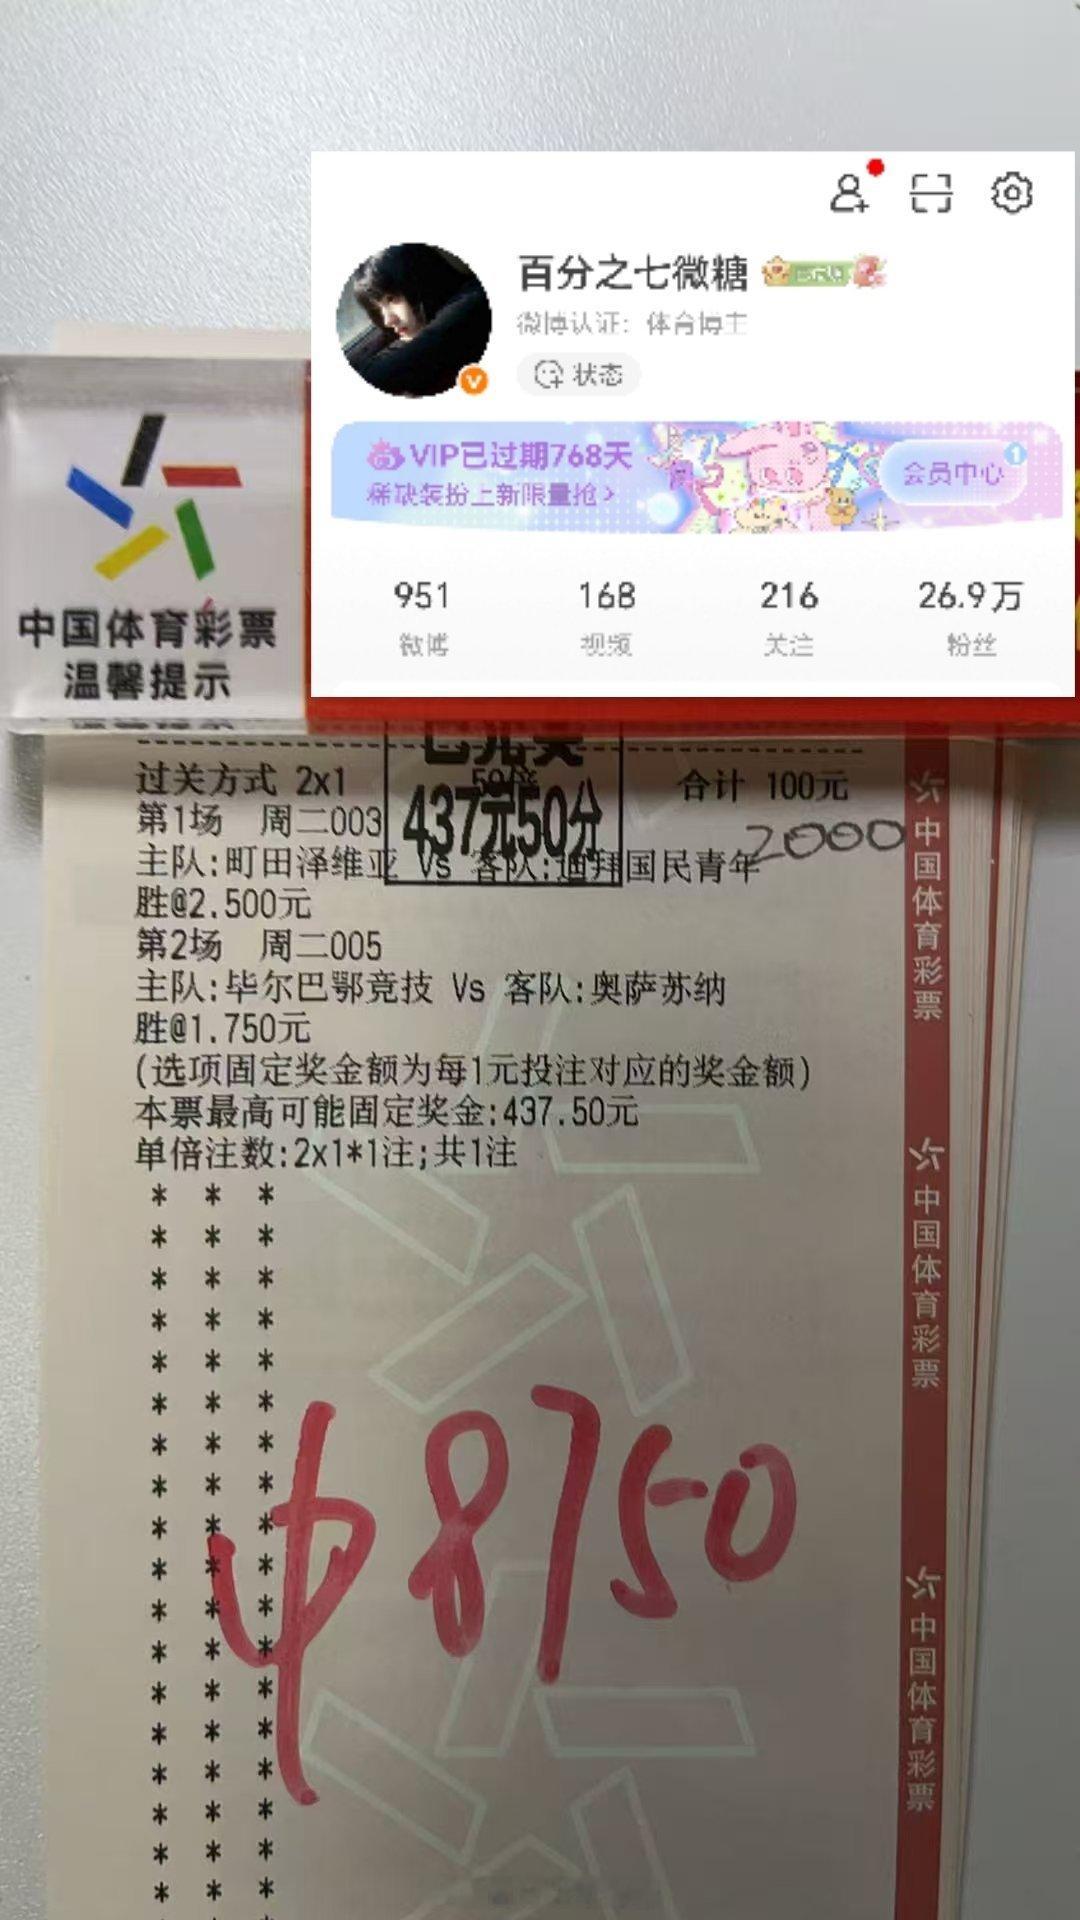 百分之七微糖
微博认证：体育博主
状态
VIP已过期768天
稀缺装扮上新限量抢>
会员中心
1
951
168
216
26.9万
微博
视频
关注
粉丝
中国体育彩票
温馨提示
已兑奖
437元50分
过关方式 2x1
50倍
合计 100元
第1场 周二003
2000
主队:町田泽维亚 Vs 客队:迪拜国民青年
胜@2.500元
第2场 周二005
主队:毕尔巴鄂竞技 Vs 客队:奥萨苏纳
胜@1.750元
(选项固定奖金额为每1元投注对应的奖金额)
本票最高可能固定奖金:437.50元
单倍注数:2x1*1注;共1注
中8750
中国体育彩票
中国体育彩票
中国体育彩票